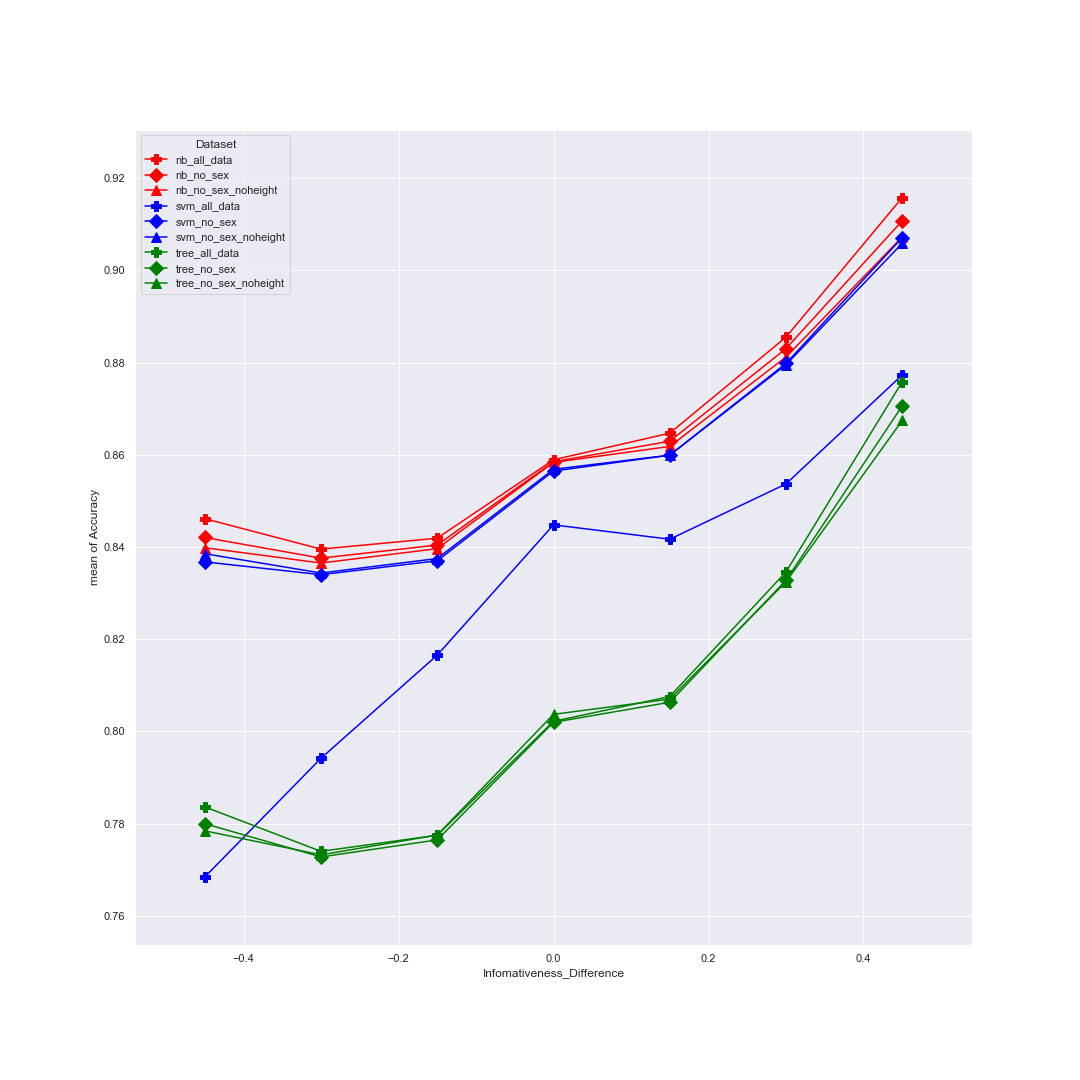 Dataset
nb_all_data
nb_no_sex
nb_no_sex_noheight
svm_all_data
svm_no_sex
svm_no_sex_noheight
tree_all_data
tree_no_sex
tree_no_sex_noheight
0.92
0.90
0.88
0.86
0.84
0.82
0.80
0.78
0.76
mean of Accuracy
−0.4 −0.2 0.0 0.2 0.4
Infomativeness_Difference